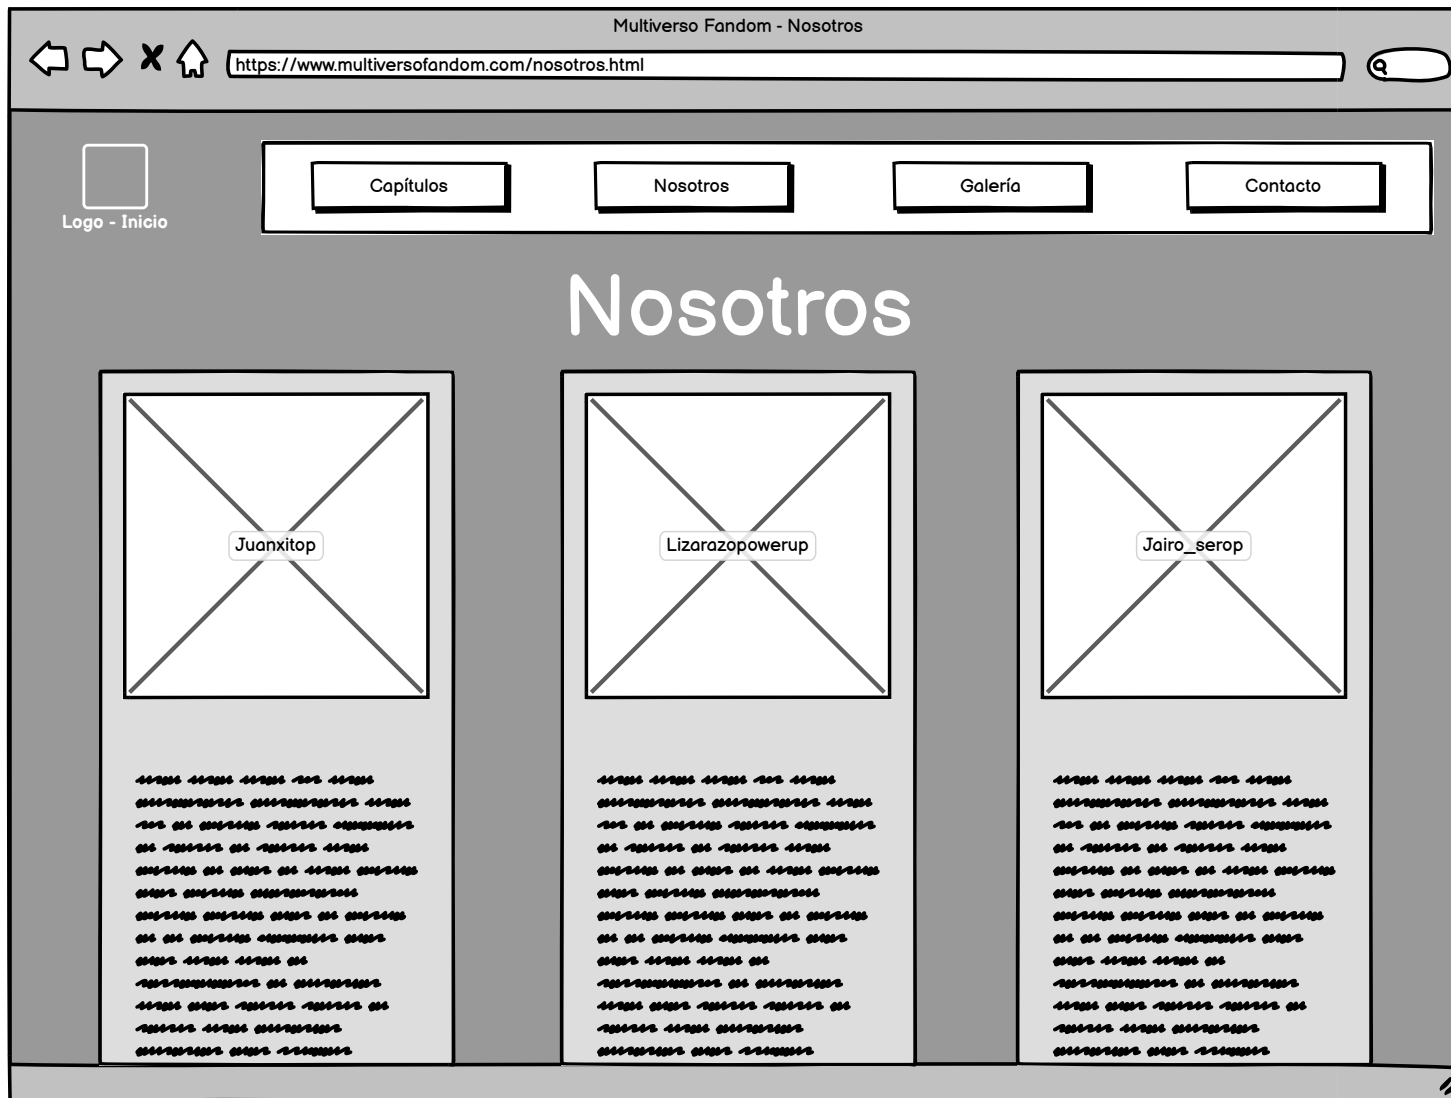 Multiverso Fandom - Nosotros
https://www.multiversofandom.com/nosotros.html
Capítulos
Nosotros
Galería
Contacto
Logo - Inicio
Nosotros
Juanxitop
Lizarazopowerup
Jairo_serop